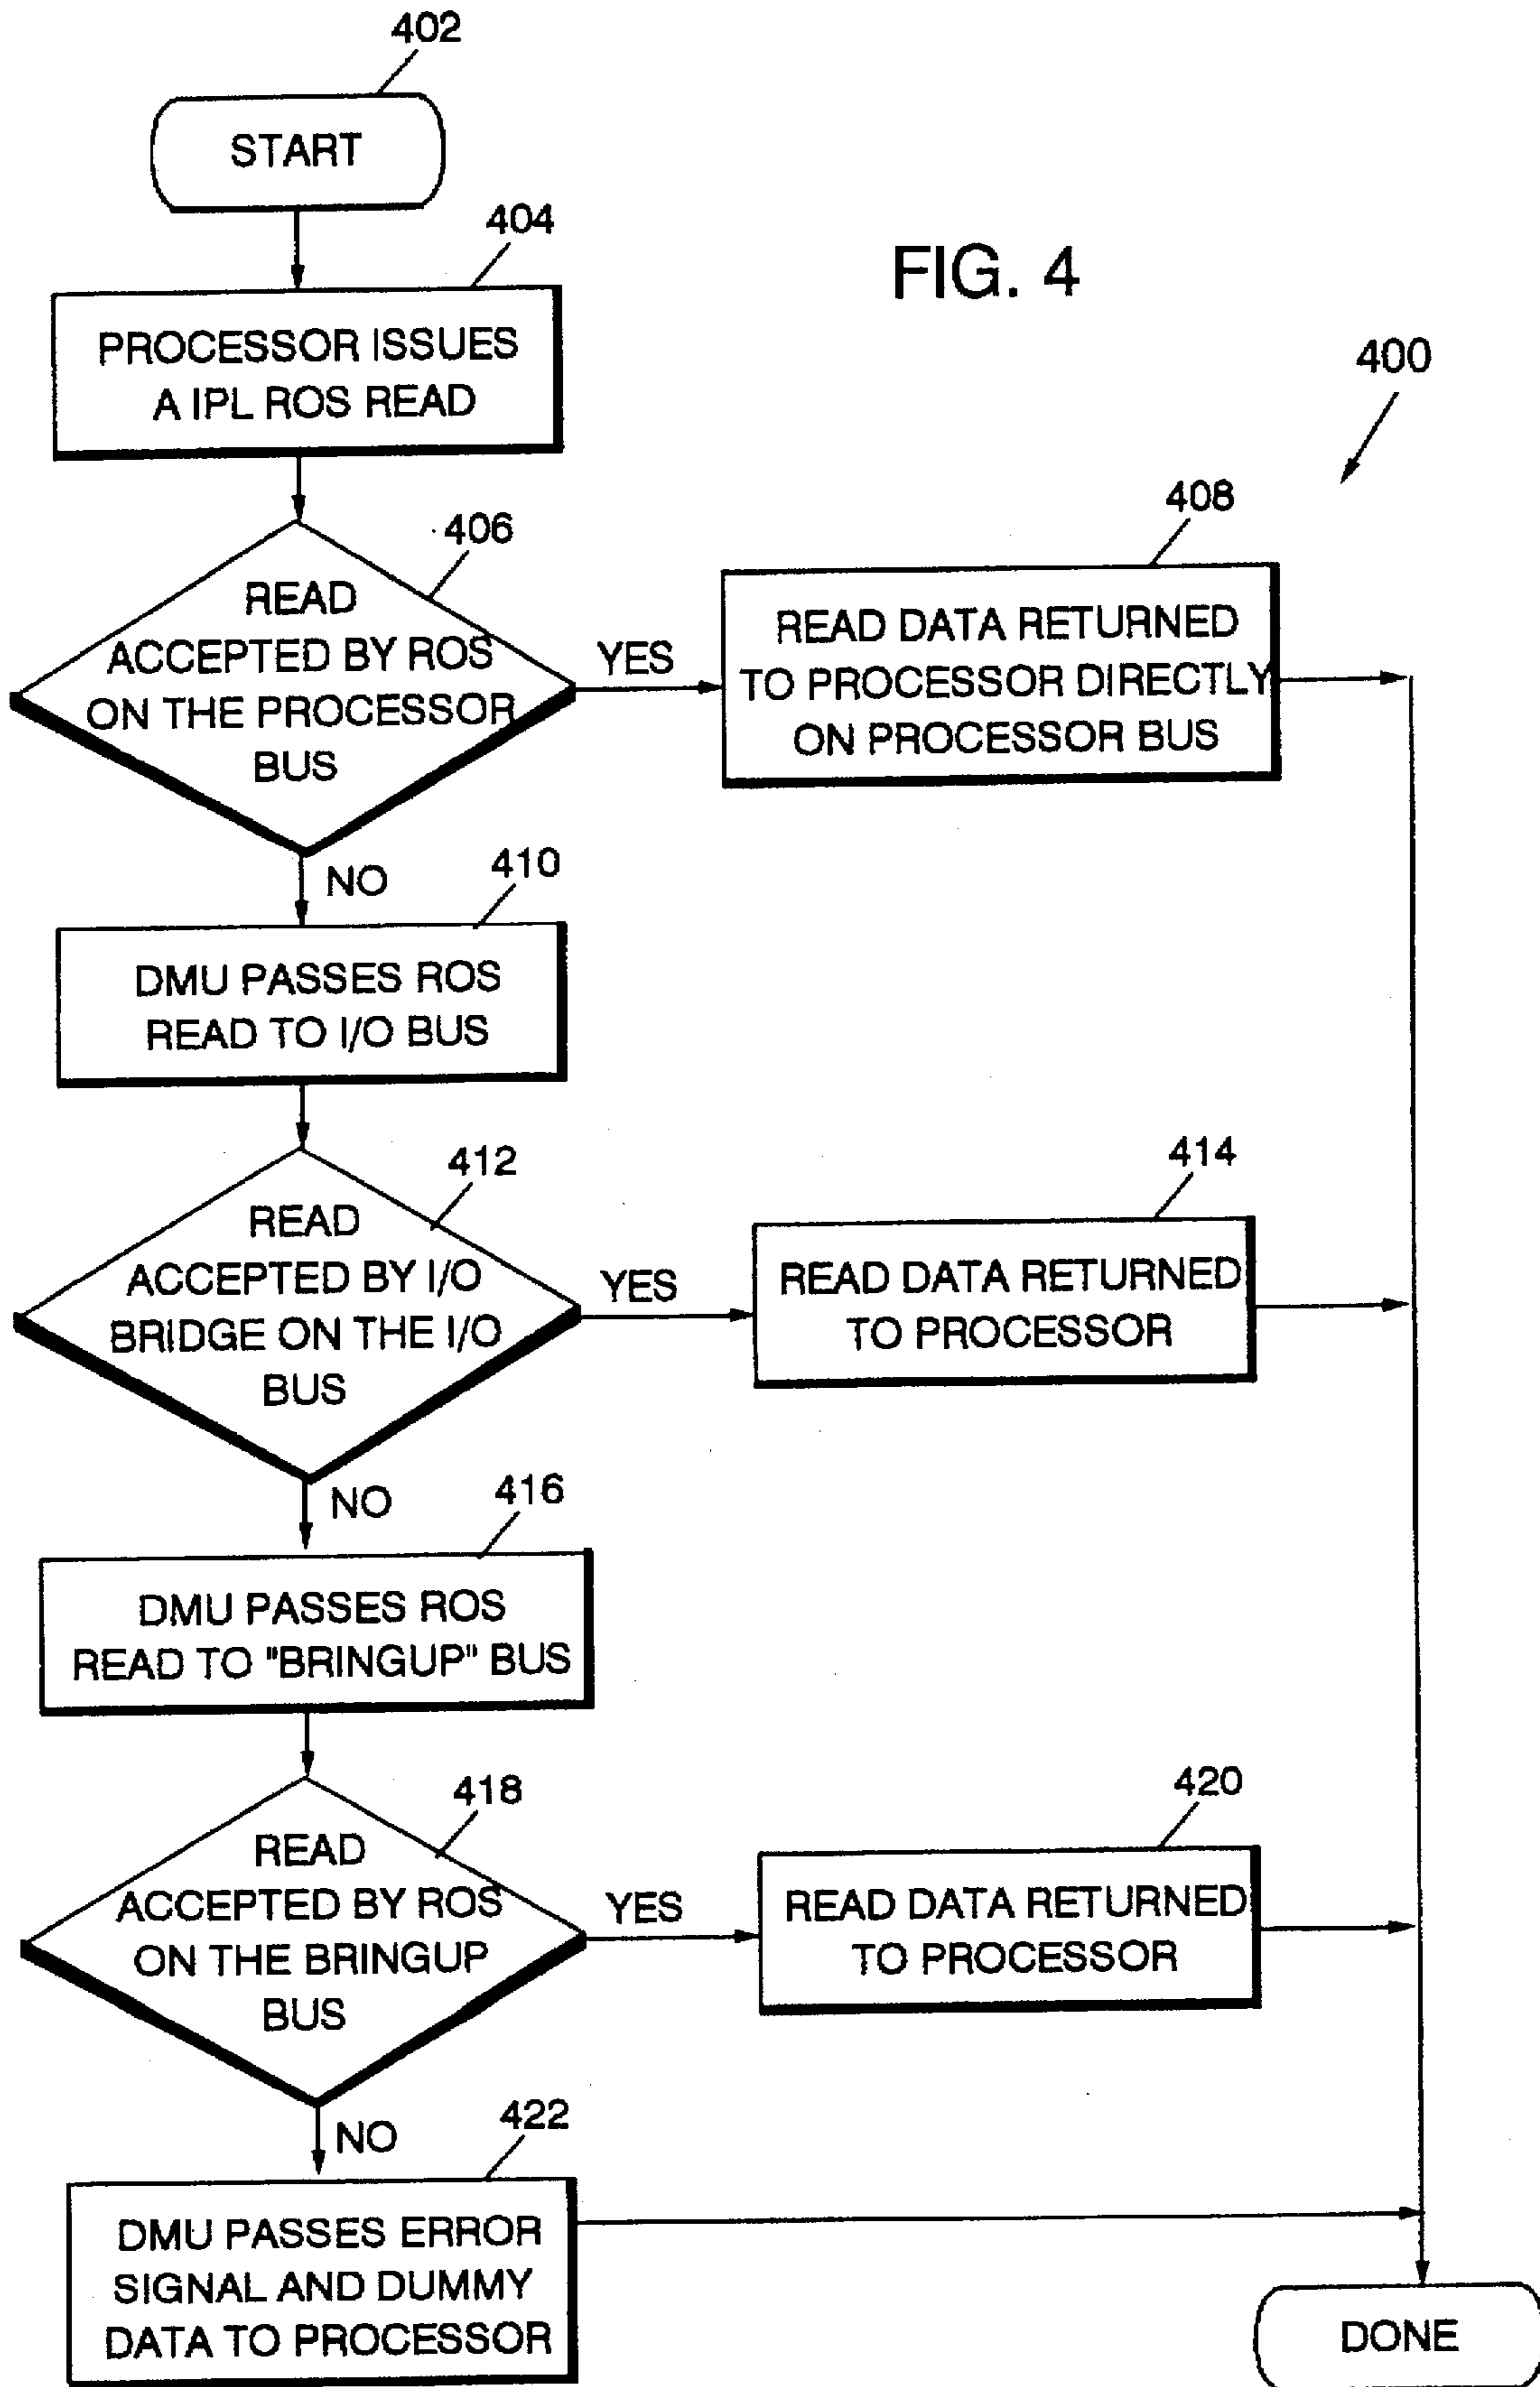 402
START
404
FIG. 4
PROCESSOR ISSUES
A IPL ROS READ
400
406
408
READ
ACCEPTED BY ROS
ON THE PROCESSOR
BUS
YES
READ DATA RETURNED
TO PROCESSOR DIRECTLY
ON PROCESSOR BUS
NO
410
DMU PASSES ROS
READ TO I/O BUS
412
414
READ
ACCEPTED BY I/O
BRIDGE ON THE I/O
BUS
YES
READ DATA RETURNED
TO PROCESSOR
NO
416
DMU PASSES ROS
READ TO "BRINGUP" BUS
418
420
READ
ACCEPTED BY ROS
ON THE BRINGUP
BUS
YES
READ DATA RETURNED
TO PROCESSOR
NO
422
DMU PASSES ERROR
SIGNAL AND DUMMY
DATA TO PROCESSOR
DONE